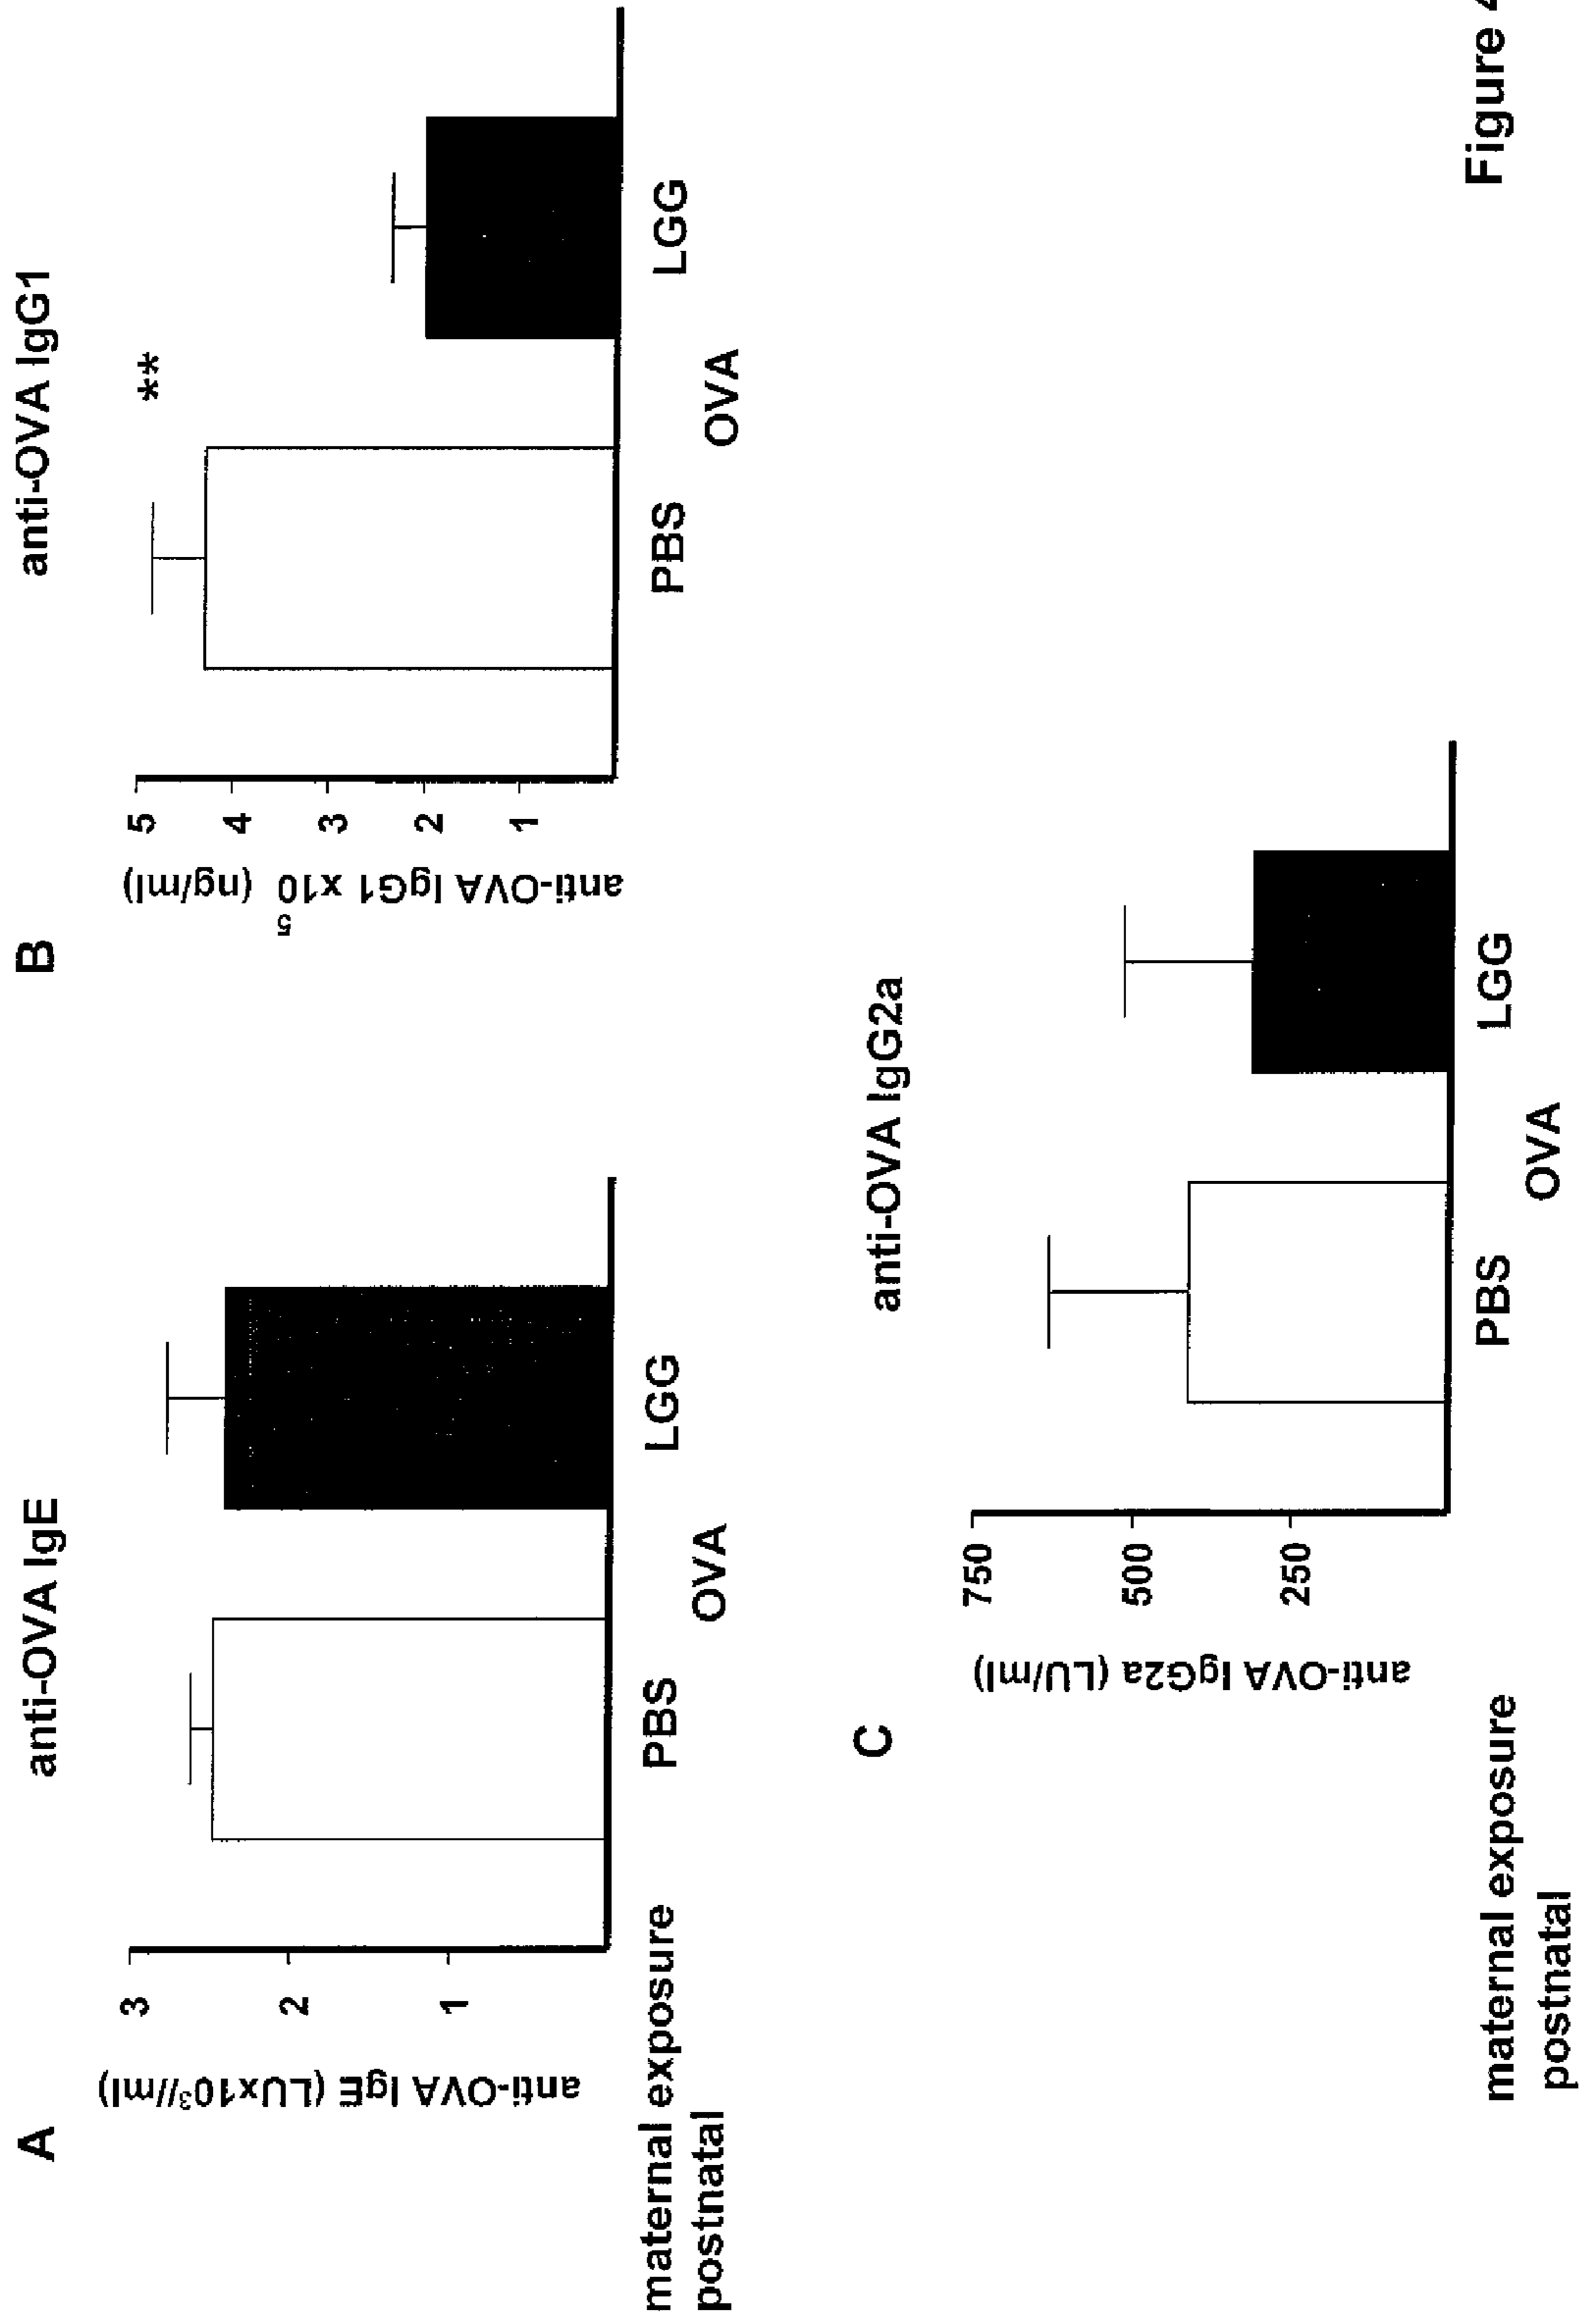 A
anti-OVA IgE
anti-OVA IgE (LUx10³//ml)
3
2
1
PBS
LGG
maternal exposure
postnatal
OVA
B
anti-OVA IgG1
anti-OVA IgG1 x10⁵ (ng/ml)
5
4
3
2
1
**
PBS
LGG
OVA
C
anti-OVA IgG2a
anti-OVA IgG2a (LU/ml)
750
500
250
PBS
LGG
maternal exposure
postnatal
OVA
Figure